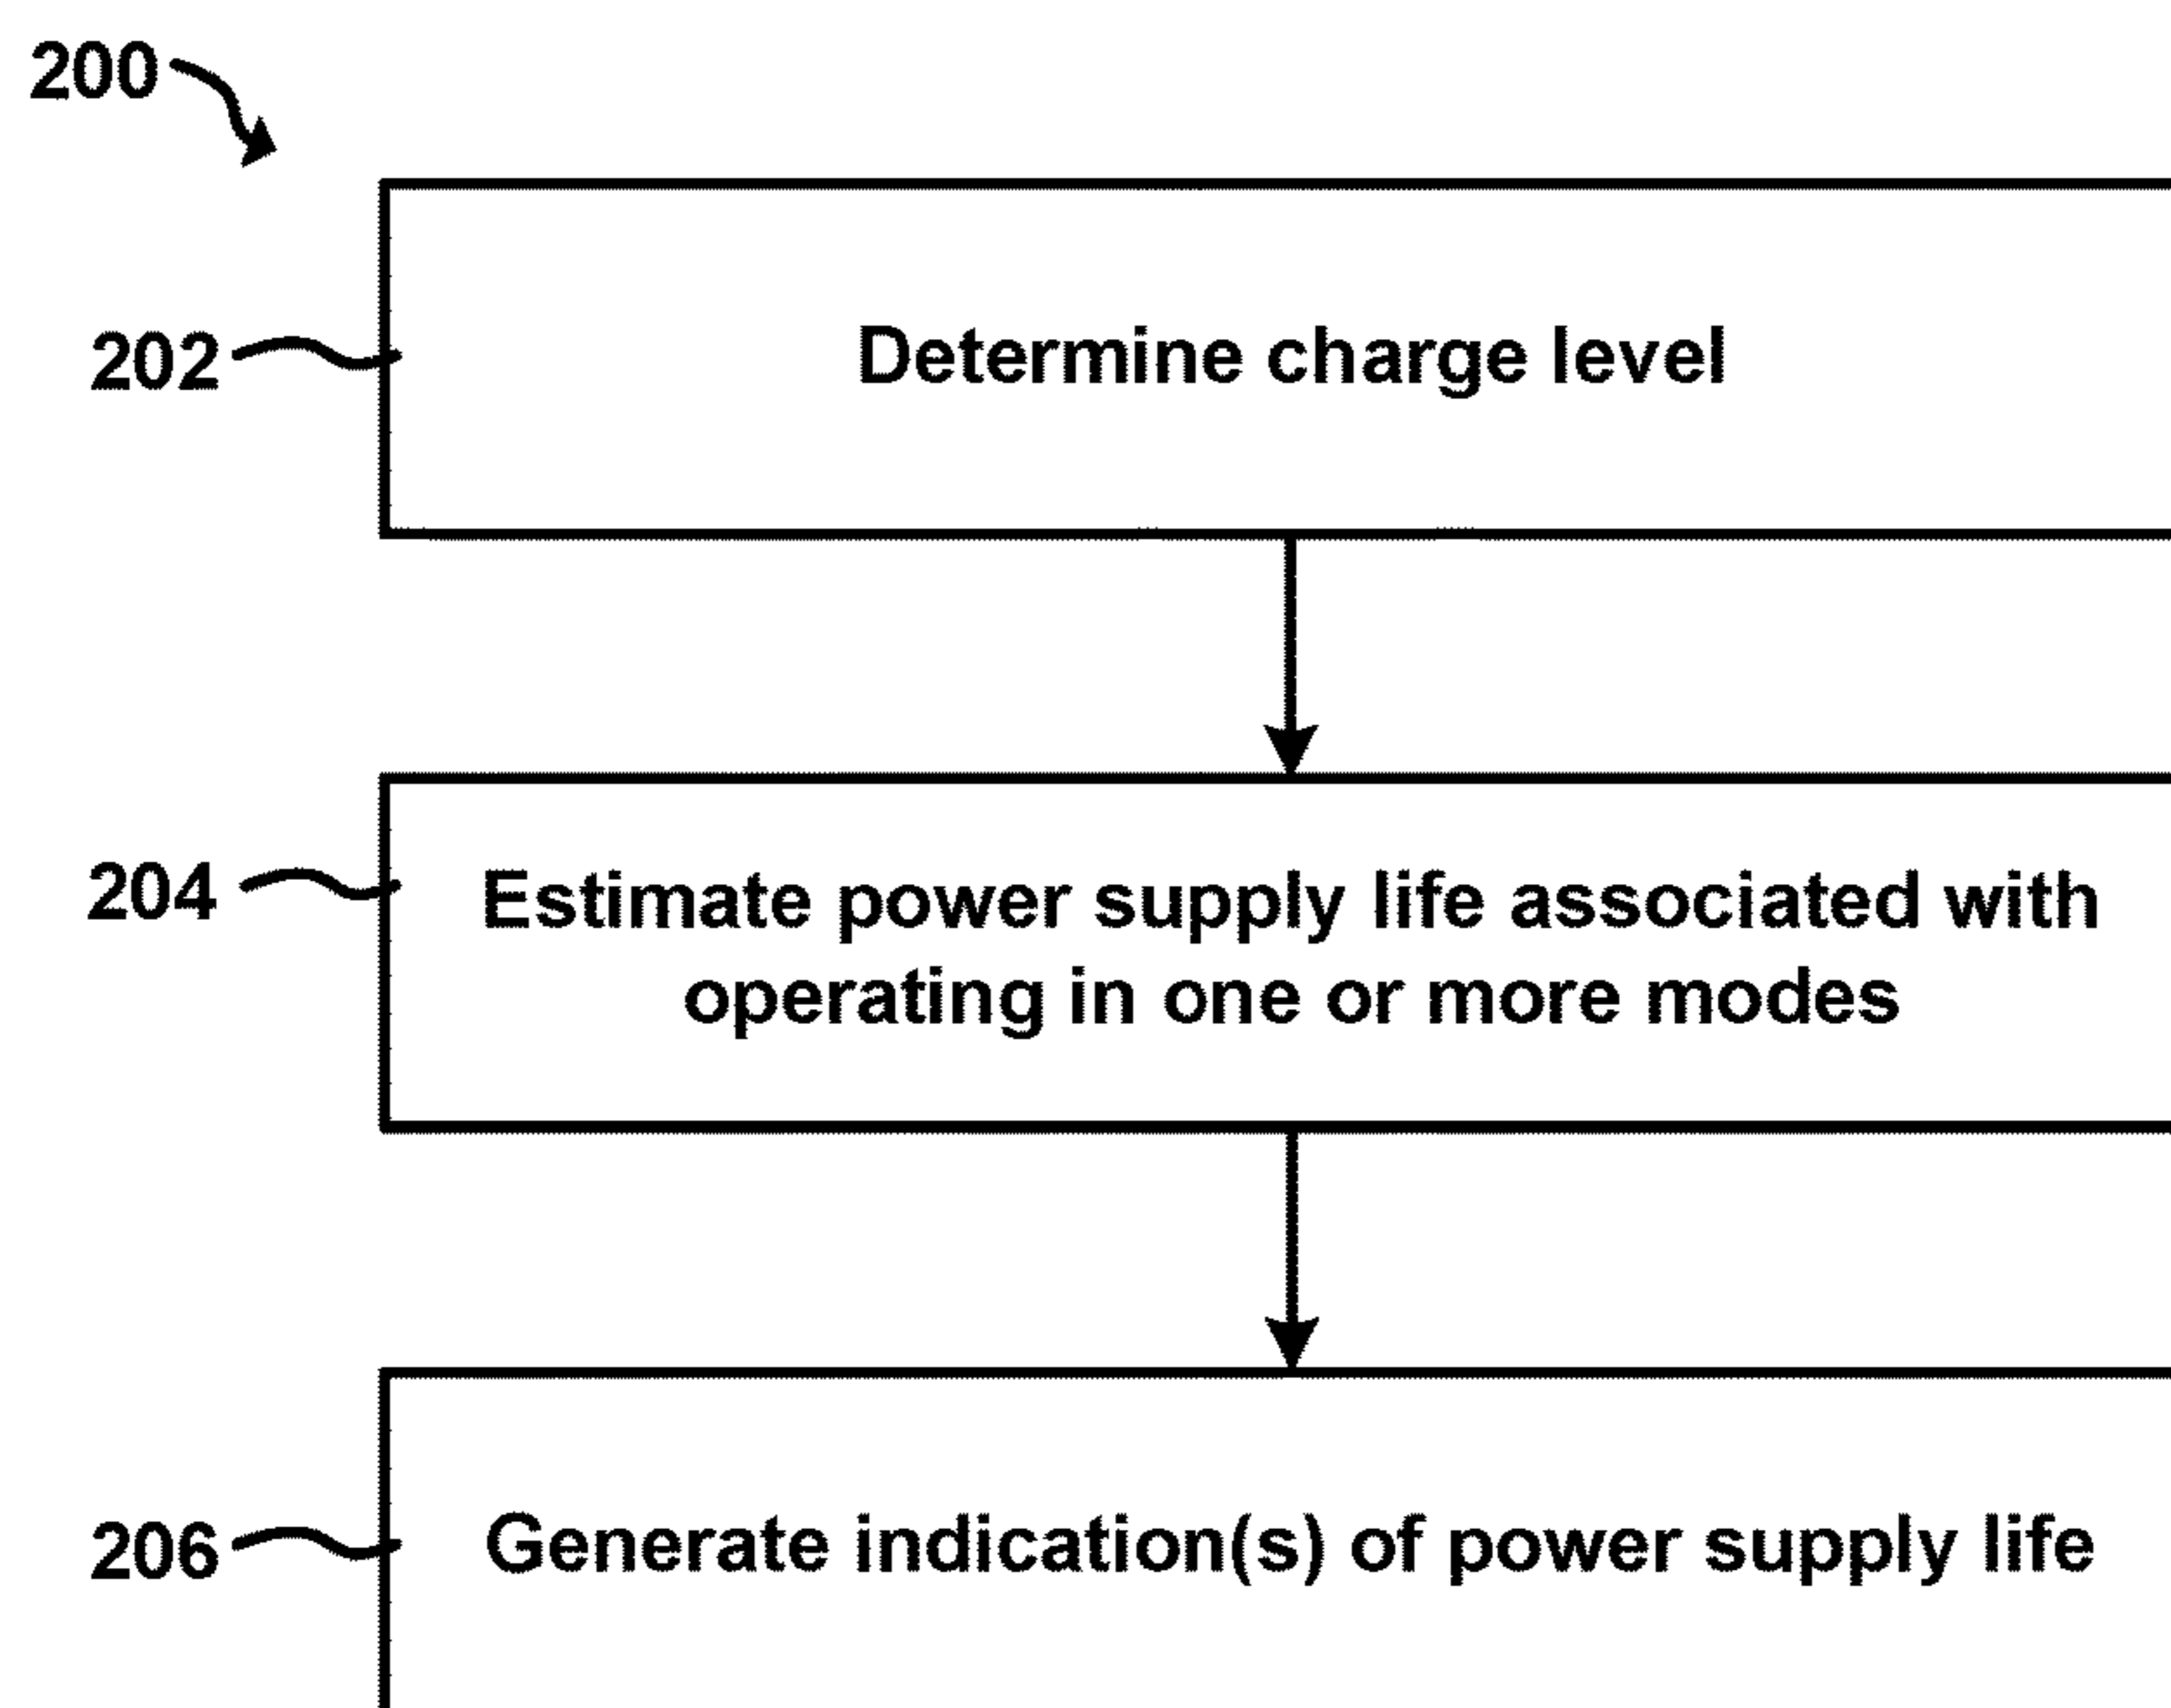 200
202
Determine charge level
204
Estimate power supply life associated with
operating in one or more modes
206
Generate indication(s) of power supply life